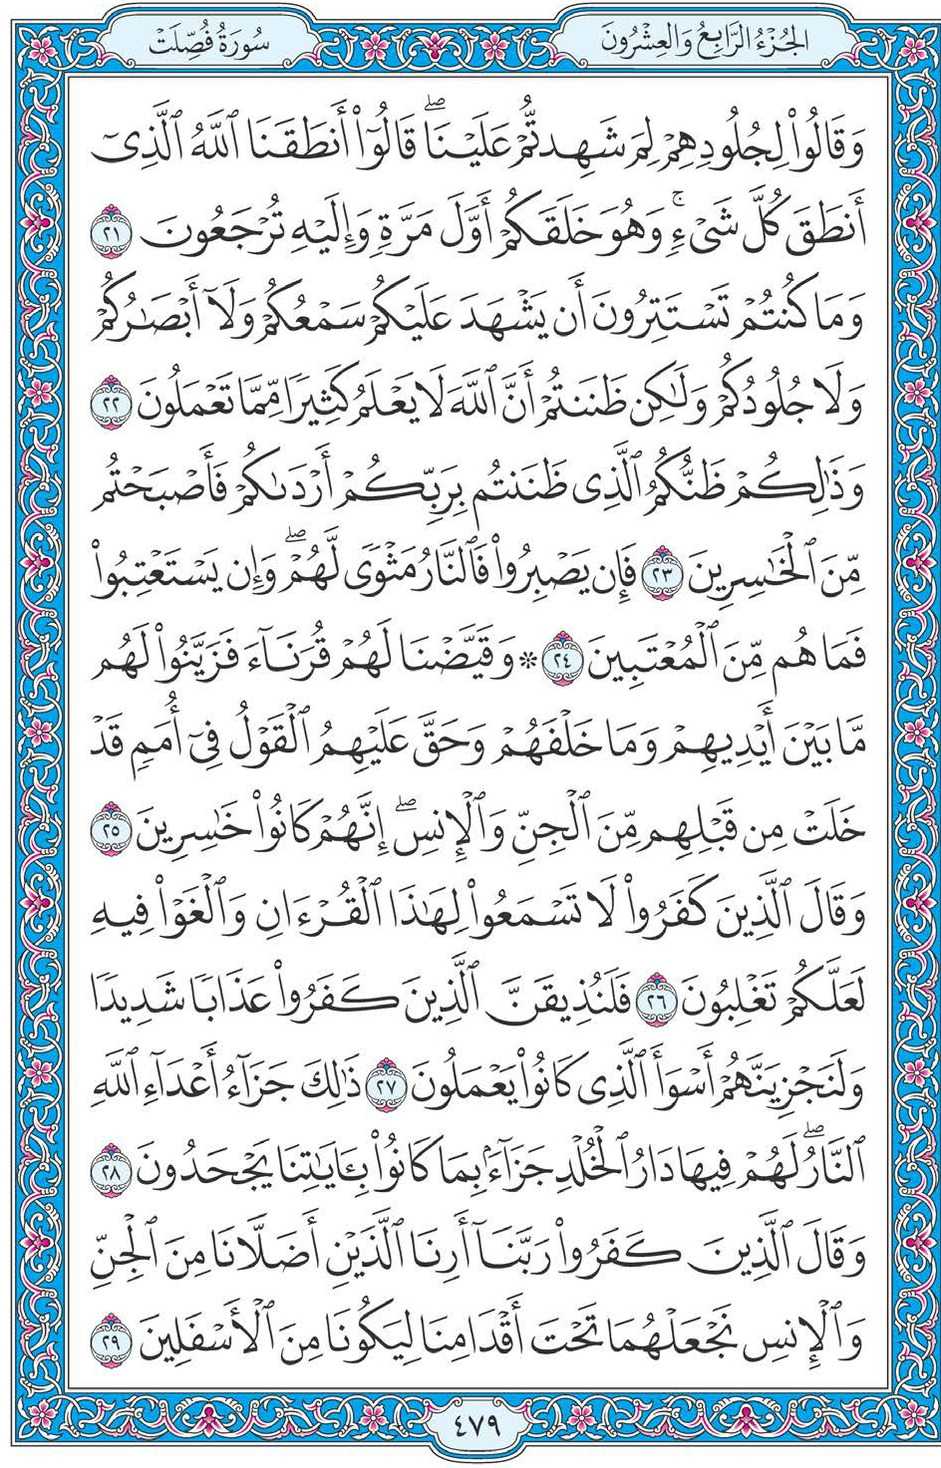 الجُزْءُ الرَّابِعُ وَالعِشْرُونَ
سُورَةُ فُصِّلَتْ
وَقَالُوا۟ لِجُلُودِهِمْ لِمَ شَهِدتُّمْ عَلَيْنَا ۖ قَالُوٓا۟ أَنطَقَنَا ٱللَّهُ ٱلَّذِىٓ
أَنطَقَ كُلَّ شَىْءٍ ۚ وَهُوَ خَلَقَكُمْ أَوَّلَ مَرَّةٍ وَإِلَيْهِ تُرْجَعُونَ ٢١
وَمَا كُنتُمْ تَسْتَتِرُونَ أَن يَشْهَدَ عَلَيْكُمْ سَمْعُكُمْ وَلَآ أَبْصَٰرُكُمْ
وَلَا جُلُودُكُمْ وَلَٰكِن ظَنَنتُمْ أَنَّ ٱللَّهَ لَا يَعْلَمُ كَثِيرًا مِّمَّا تَعْمَلُونَ ٢٢
وَذَٰلِكُمْ ظَنُّكُمُ ٱلَّذِى ظَنَنتُم بِرَبِّكُمْ أَرْدَىٰكُمْ فَأَصْبَحْتُم
مِّنَ ٱلْخَٰسِرِينَ ٢٣ فَإِن يَصْبِرُوا۟ فَٱلنَّارُ مَثْوًى لَّهُمْ ۖ وَإِن يَسْتَعْتِبُوا۟
فَمَا هُم مِّنَ ٱلْمُعْتَبِينَ ٢٤ ۞ وَقَيَّضْنَا لَهُمْ قُرَنَآءَ فَزَيَّنُوا۟ لَهُم
مَّا بَيْنَ أَيْدِيهِمْ وَمَا خَلْفَهُمْ وَحَقَّ عَلَيْهِمُ ٱلْقَوْلُ فِىٓ أُمَمٍ قَدْ
خَلَتْ مِن قَبْلِهِم مِّنَ ٱلْجِنِّ وَٱلْإِنسِ ۖ إِنَّهُمْ كَانُوا۟ خَٰسِرِينَ ٢٥
وَقَالَ ٱلَّذِينَ كَفَرُوا۟ لَا تَسْمَعُوا۟ لِهَٰذَا ٱلْقُرْءَانِ وَٱلْغَوْا۟ فِيهِ
لَعَلَّكُمْ تَغْلِبُونَ ٢٦ فَلَنُذِيقَنَّ ٱلَّذِينَ كَفَرُوا۟ عَذَابًا شَدِيدًا
وَلَنَجْزِيَنَّهُمْ أَسْوَأَ ٱلَّذِى كَانُوا۟ يَعْمَلُونَ ٢٧ ذَٰلِكَ جَزَآءُ أَعْدَآءِ ٱللَّهِ
ٱلنَّارُ ۖ لَهُمْ فِيهَا دَارُ ٱلْخُلْدِ جَزَآءًۢ بِمَا كَانُوا۟ بِـَٔايَٰتِنَا يَجْحَدُونَ ٢٨
وَقَالَ ٱلَّذِينَ كَفَرُوا۟ رَبَّنَآ أَرِنَا ٱلَّذَيْنِ أَضَلَّانَا مِنَ ٱلْجِنِّ
وَٱلْإِنسِ نَجْعَلْهُمَا تَحْتَ أَقْدَامِنَا لِيَكُونَا مِنَ ٱلْأَسْفَلِينَ ٢٩
٤٧٩